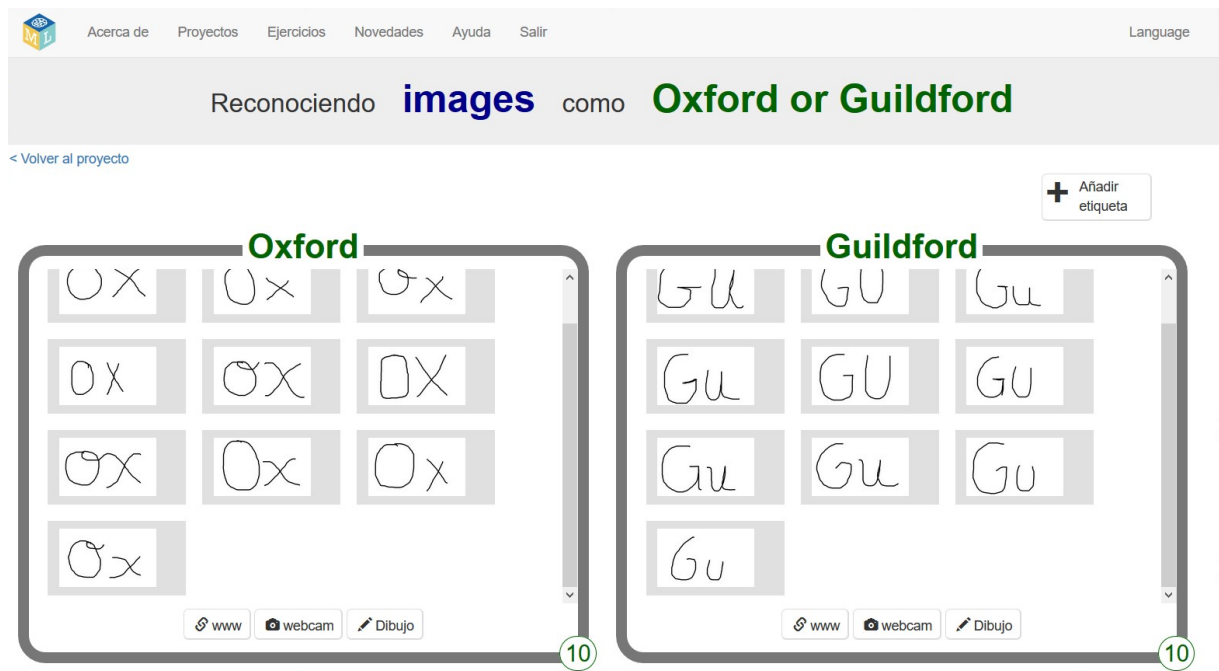 ML Acerca de Proyectos Ejercicios Novedades Ayuda Salir Language
Reconociendo images como Oxford or Guildford
< Volver al proyecto
+ Añadir
etiqueta
Oxford
OX Ox Ox
OX OX OX
OX Ox Ox
Ox
www webcam Dibujo
10
Guildford
GU GU Gu
Gu GU GU
Gu Gu GU
Gu
www webcam Dibujo
10